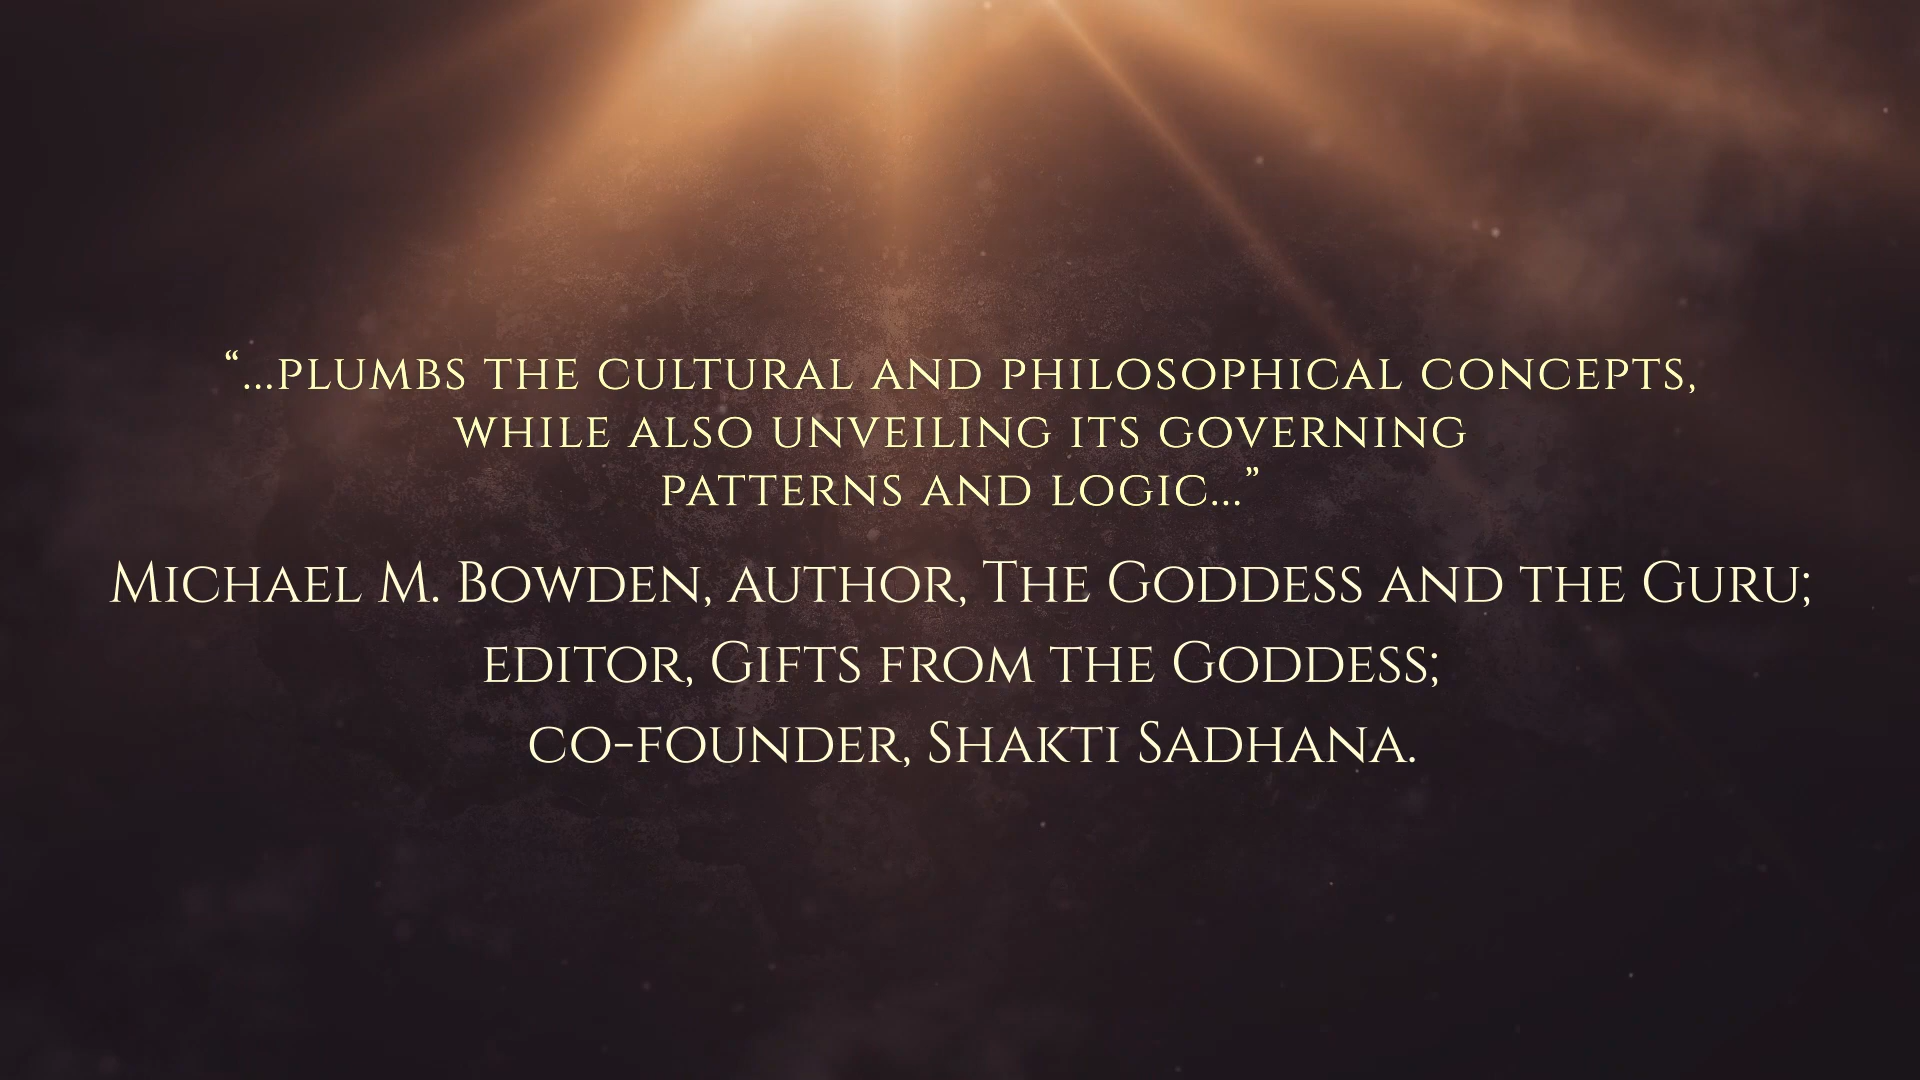 “...PLUMBS THE CULTURAL AND PHILOSOPHICAL CONCEPTS,
WHILE ALSO UNVEILING ITS GOVERNING
PATTERNS AND LOGIC...”
Michael M. Bowden, author, The Goddess and the Guru;
editor, Gifts from the Goddess;
co-founder, Shakti Sadhana.